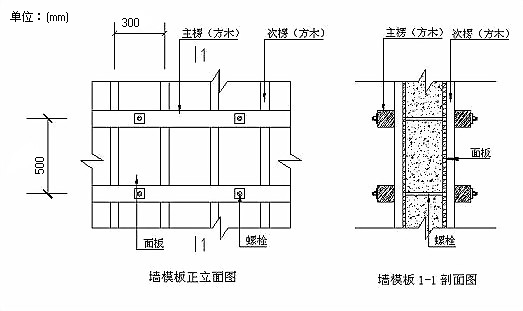 单位：(mm)
300
主楞（方木）
次楞（方木）
1
500
面板
1
螺栓
墙模板正立面图
主楞（方木）
次楞（方木）
面板
螺栓
墙模板1-1剖面图